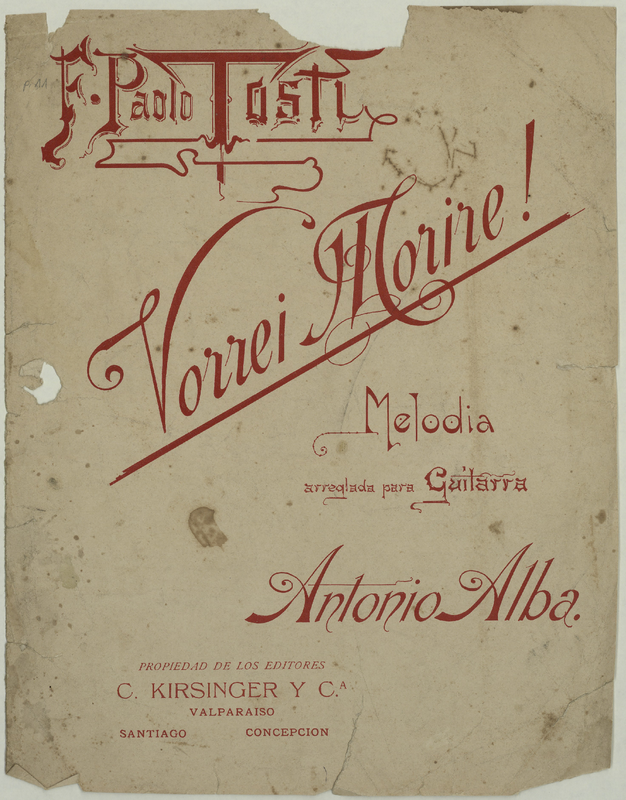 F. Paolo Tosti
Vorrei Morire!
Melodia
arreglada para Guitarra
Antonio Alba.
PROPIEDAD DE LOS EDITORES
C. KIRSINGER Y C.A
VALPARAISO
SANTIAGO CONCEPCION